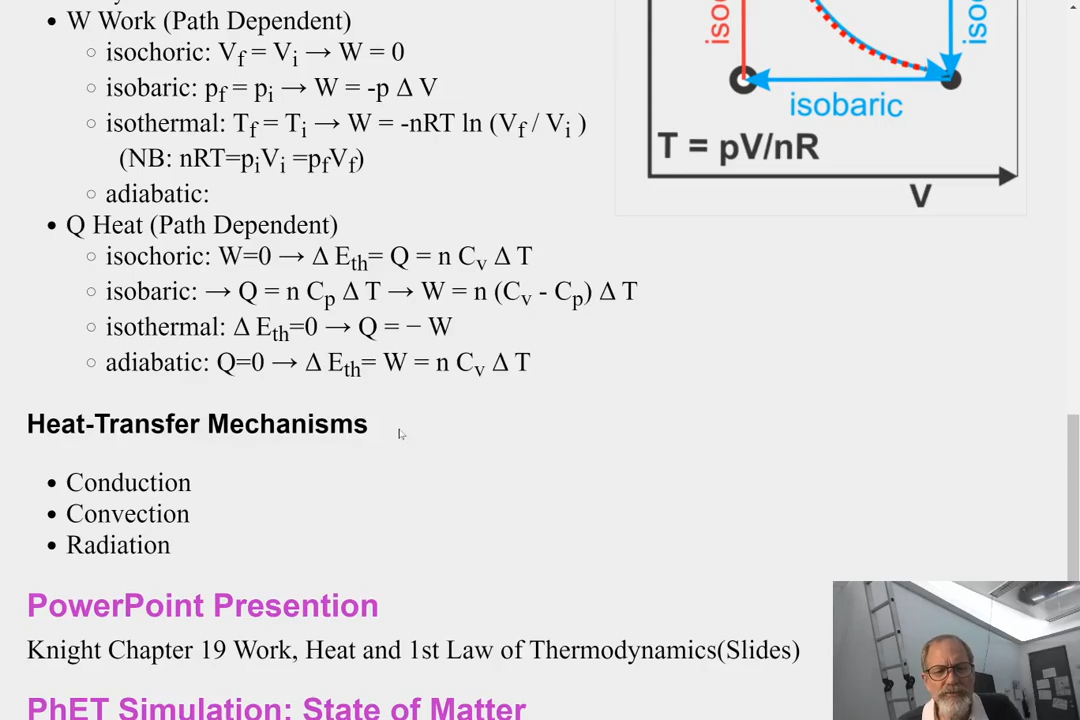 W Work (Path Dependent)
isochoric: Vf = Vi → W = 0
isobaric: pf = pi → W = -p Δ V
isothermal: Tf = Ti → W = -nRT ln (Vf / Vi )
(NB: nRT=piVi =pfVf)
adiabatic:
Q Heat (Path Dependent)
isochoric: W=0 → Δ Eth= Q = n Cv Δ T
isobaric: → Q = n Cp Δ T → W = n (Cv - Cp) Δ T
isothermal: Δ Eth=0 → Q = − W
adiabatic: Q=0 → Δ Eth= W = n Cv Δ T
isobaric
T = pV/nR
V
Heat-Transfer Mechanisms
Conduction
Convection
Radiation
PowerPoint Presention
Knight Chapter 19 Work, Heat and 1st Law of Thermodynamics(Slides)
PhET Simulation: State of Matter